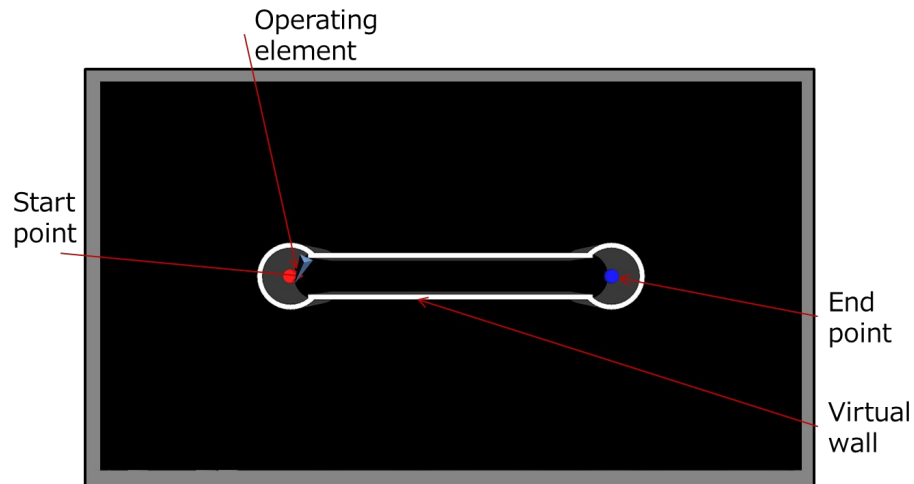 Operating
element
Start
point
End
point
Virtual
wall